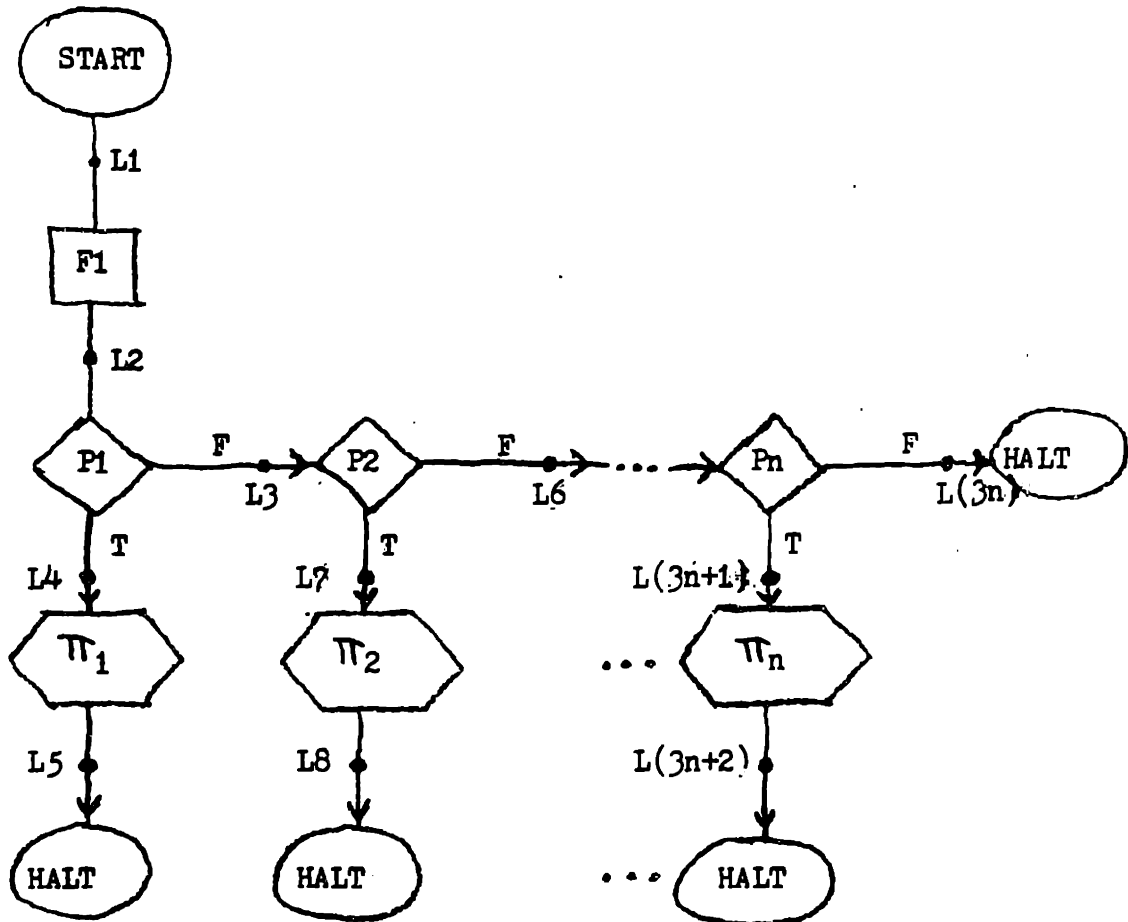 START
L1
F1
L2
P1 F L3 P2 F L6 ... Pn F L(3n) HALT
T T T
L4 L7 L(3n+1)
π1 π2 ... πn
L5 L8 L(3n+2)
HALT HALT ... HALT